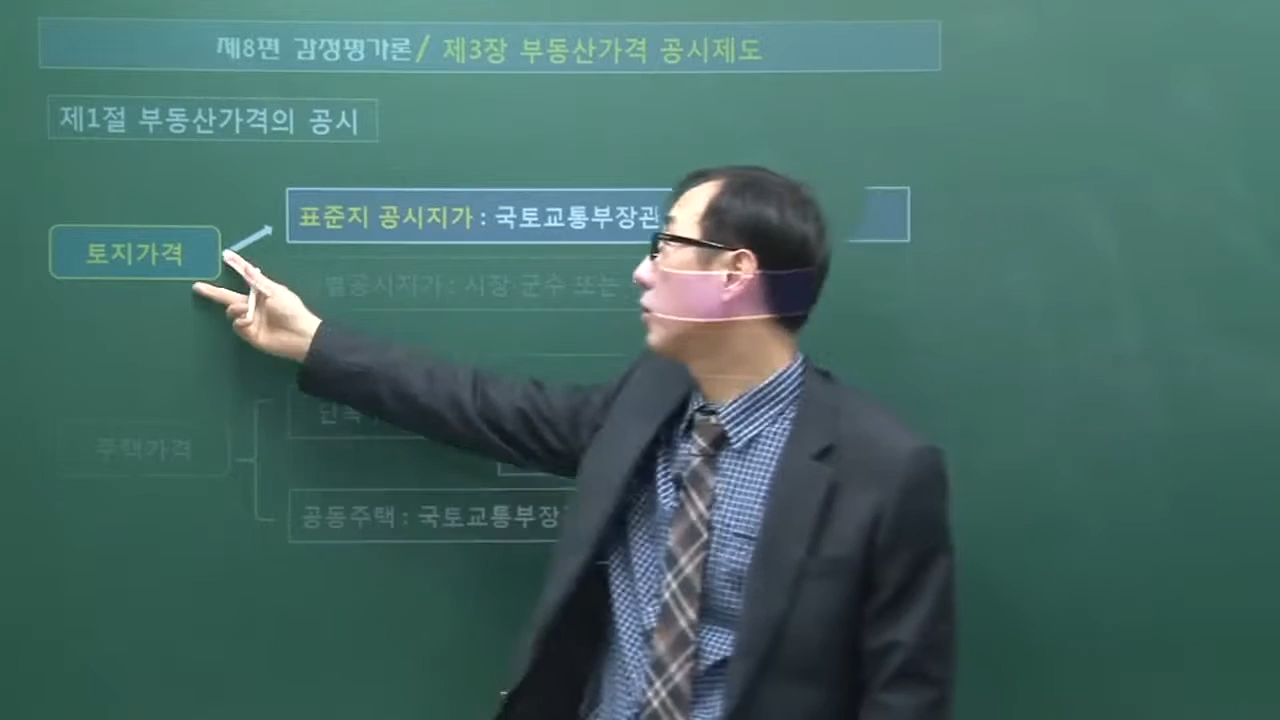 제8편 감정평가론 / 제3장 부동산가격 공시제도
제1절 부동산가격의 공시
표준지 공시지가 : 국토교통부장관
토지가격
별공시지가 : 시장·군수 또는
주택가격
공동주택 : 국토교통부장